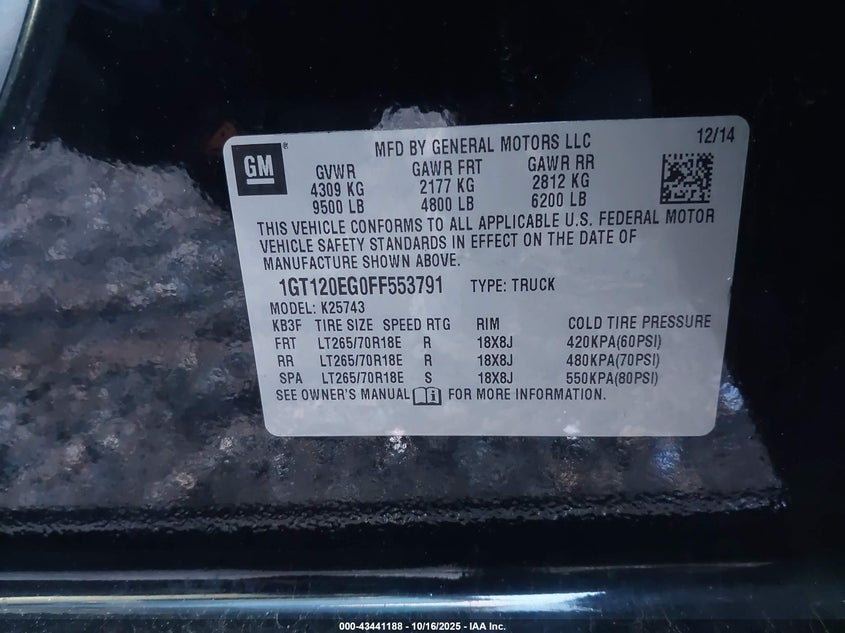 MFD BY GENERAL MOTORS LLC 12/14
GM
GVWR GAWR FRT GAWR RR
4309 KG 2177 KG 2812 KG
9500 LB 4800 LB 6200 LB
THIS VEHICLE CONFORMS TO ALL APPLICABLE U.S. FEDERAL MOTOR
VEHICLE SAFETY STANDARDS IN EFFECT ON THE DATE OF
MANUFACTURE SHOWN ABOVE.
1GT120EG0FF553791 TYPE: TRUCK
MODEL: K25743
KB3F TIRE SIZE SPEED RTG RIM COLD TIRE PRESSURE
FRT LT265/70R18E R 18X8J 420KPA(60PSI)
RR LT265/70R18E R 18X8J 480KPA(70PSI)
SPA LT265/70R18E S 18X8J 550KPA(80PSI)
SEE OWNER'S MANUAL FOR MORE INFORMATION.
000-43441188 - 10/16/2025 - IAA Inc.